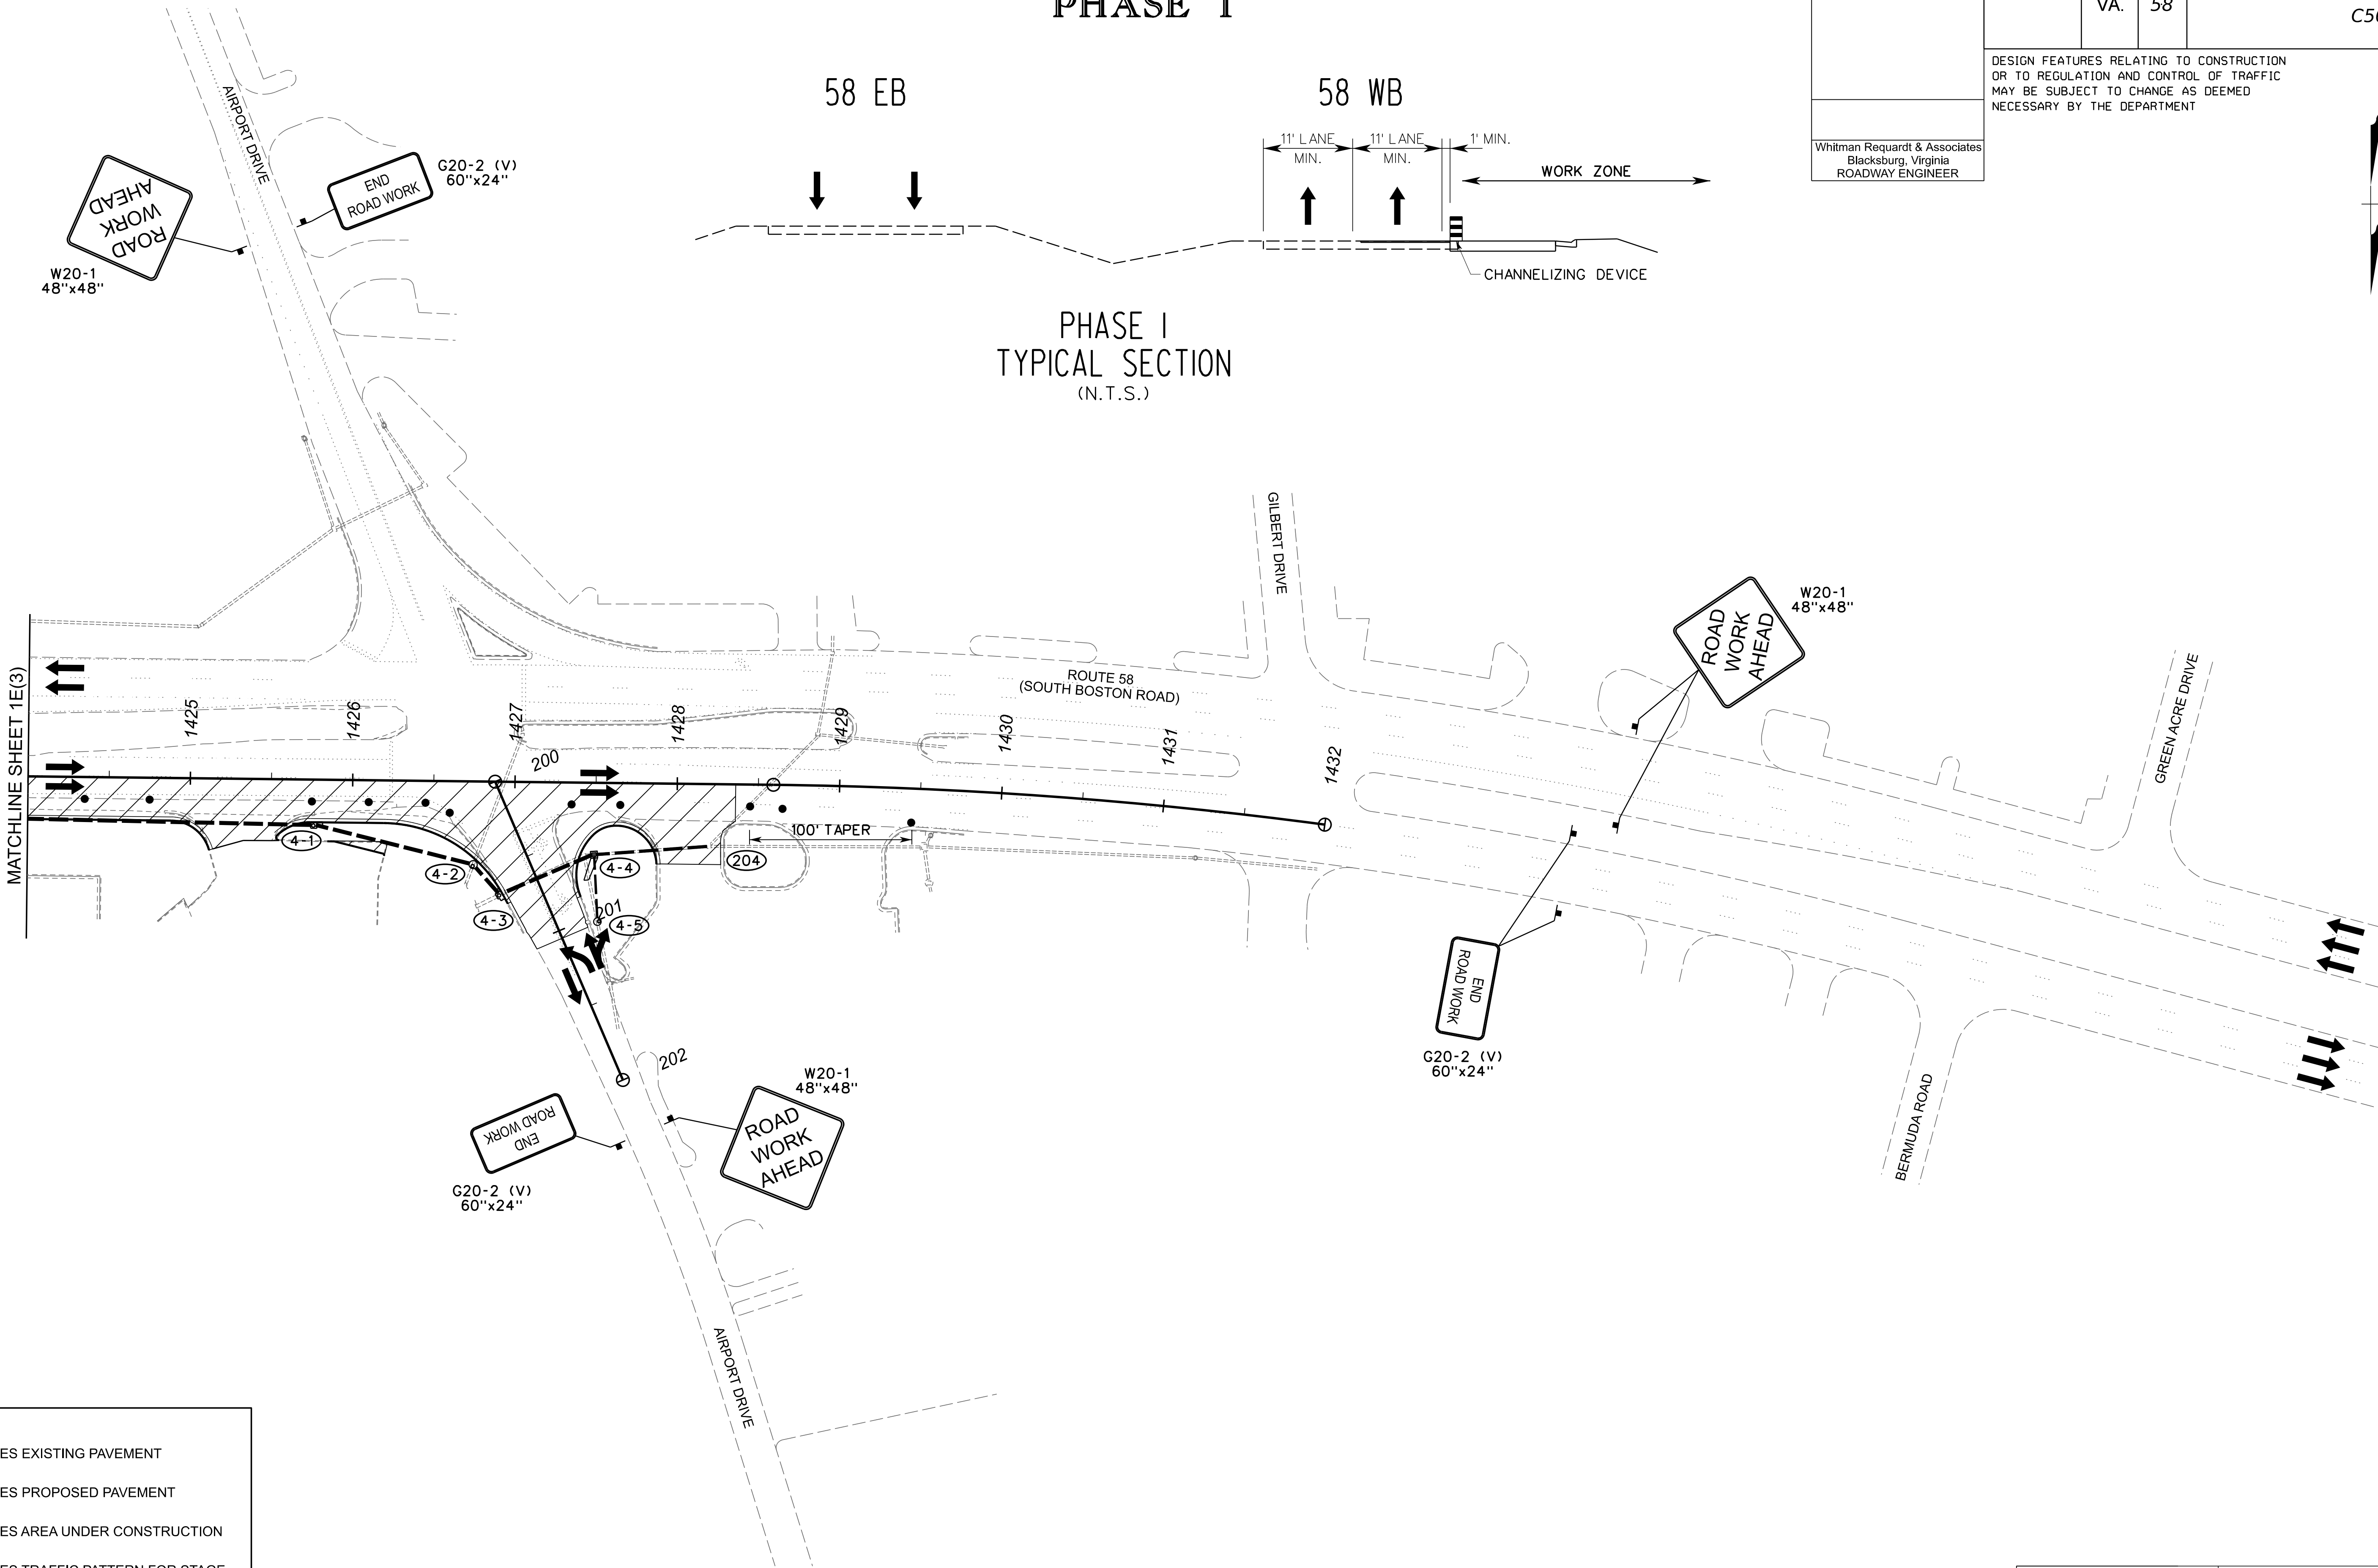 PHASE 1
VA.
58
DESIGN FEATURES RELATING TO CONSTRUCTION
OR TO REGULATION AND CONTROL OF TRAFFIC
MAY BE SUBJECT TO CHANGE AS DEEMED
NECESSARY BY THE DEPARTMENT
Whitman Requardt & Associates
Blacksburg, Virginia
ROADWAY ENGINEER
58 EB
58 WB
11' LANE
MIN.
11' LANE
MIN.
1' MIN.
WORK ZONE
CHANNELIZING DEVICE
PHASE I
TYPICAL SECTION
(N.T.S.)
AIRPORT DRIVE
ROAD
WORK
AHEAD
W20-1
48"x48"
END
ROAD WORK
G20-2 (V)
60"x24"
GILBERT DRIVE
ROUTE 58
(SOUTH BOSTON ROAD)
ROAD
WORK
AHEAD
W20-1
48"x48"
GREEN ACRE DRIVE
MATCHLINE SHEET 1E(3)
1425
1426
1427
1428
1429
1430
1431
1432
200
100' TAPER
4-1
4-2
4-3
4-4
204
201
4-5
202
END
ROAD WORK
G20-2 (V)
60"x24"
BERMUDA ROAD
W20-1
48"x48"
ROAD
WORK
AHEAD
END
ROAD WORK
G20-2 (V)
60"x24"
AIRPORT DRIVE
ES EXISTING PAVEMENT
ES PROPOSED PAVEMENT
ES AREA UNDER CONSTRUCTION
ES TRAFFIC PATTERN FOR STAGE